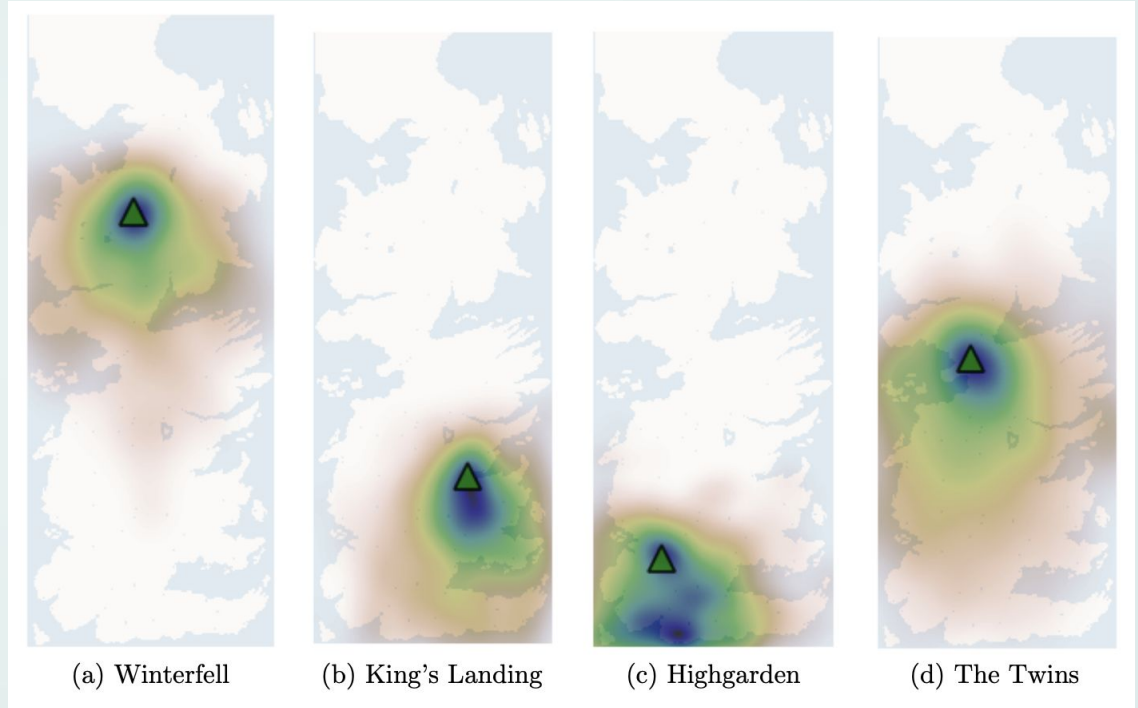 (a) Winterfell
(b) King's Landing
(c) Highgarden
(d) The Twins